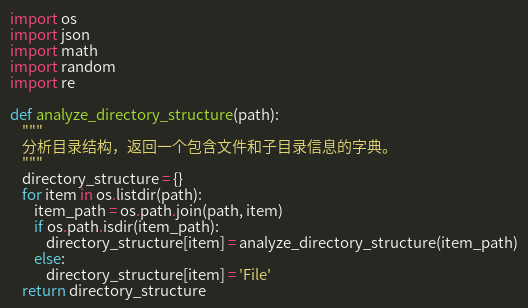 import os
import json
import math
import random
import re

def analyze_directory_structure(path):
    """
    分析目录结构，返回一个包含文件和子目录信息的字典。
    """
    directory_structure = {}
    for item in os.listdir(path):
        item_path = os.path.join(path, item)
        if os.path.isdir(item_path):
            directory_structure[item] = analyze_directory_structure(item_path)
        else:
            directory_structure[item] = 'File'
    return directory_structure